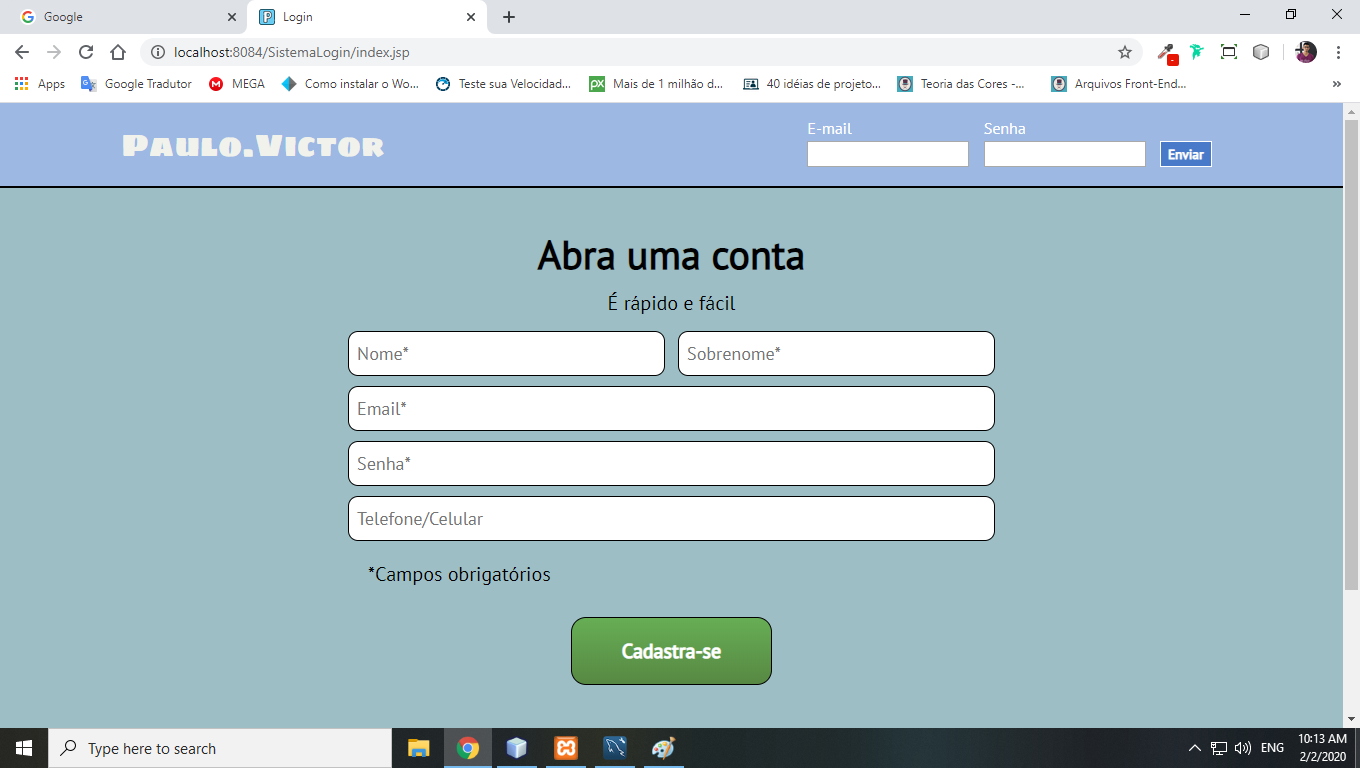 Google
Login
localhost:8084/SistemaLogin/index.jsp
Apps
Google Tradutor
MEGA
Como instalar o Wo...
Teste sua Velocidad...
px
Mais de 1 milhão d...
40 idéias de projeto...
Teoria das Cores -...
Arquivos Front-End...
»
Paulo.Victor
E-mail
Senha
Enviar
Abra uma conta
É rápido e fácil
Nome*
Sobrenome*
Email*
Senha*
Telefone/Celular
*Campos obrigatórios
Cadastra-se
Type here to search
ENG
10:13 AM
2/2/2020